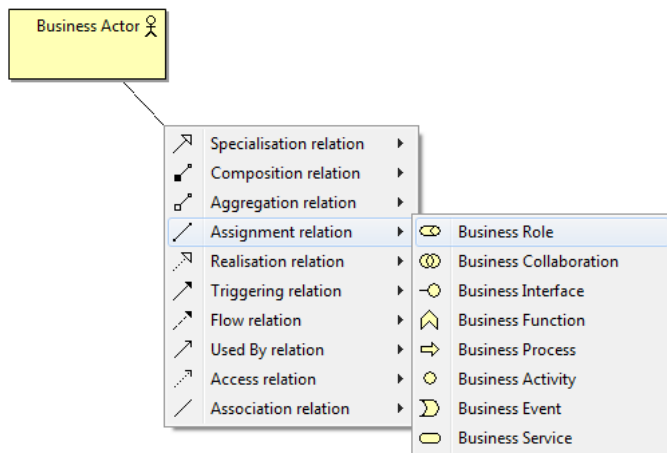 Business Actor
Specialisation relation
Composition relation
Aggregation relation
Assignment relation
Realisation relation
Triggering relation
Flow relation
Used By relation
Access relation
Association relation
Business Role
Business Collaboration
Business Interface
Business Function
Business Process
Business Activity
Business Event
Business Service